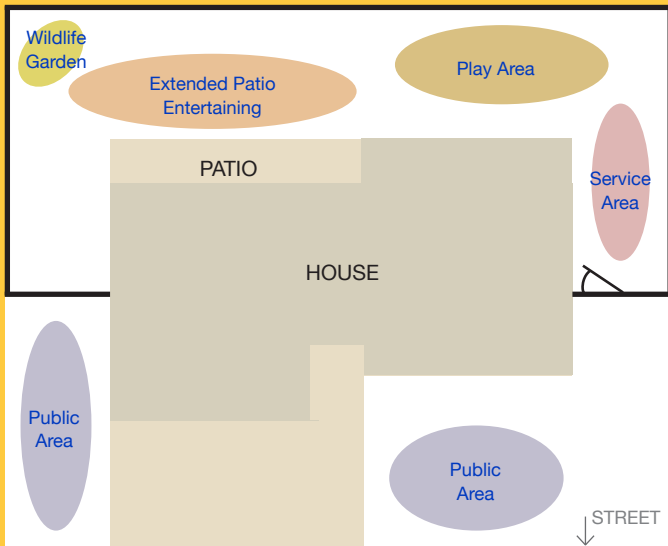 Wildlife
Garden
Extended Patio
Entertaining
Play Area
PATIO
Service
Area
HOUSE
Public
Area
Public
Area
STREET